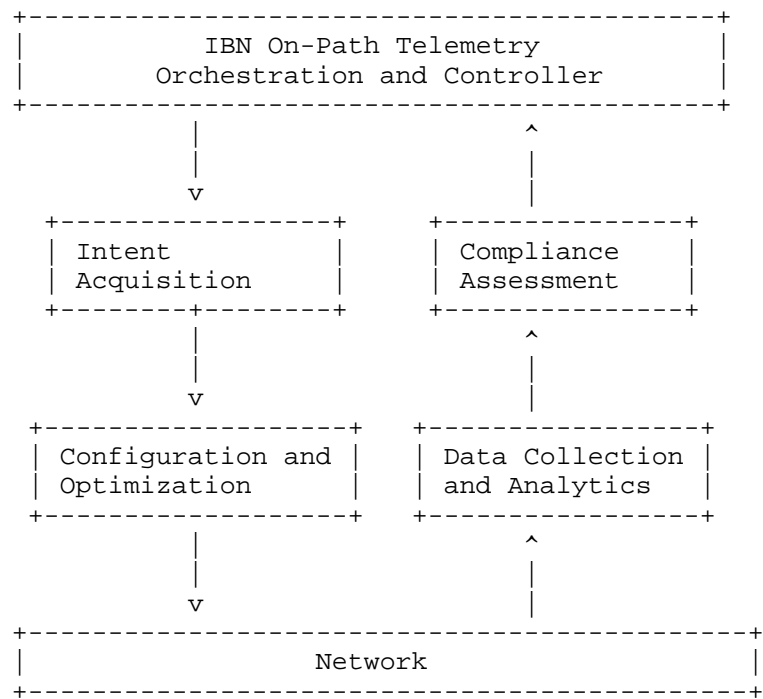 IBN On-Path Telemetry
Orchestration and Controller
Intent
Acquisition
Compliance
Assessment
Configuration and
Optimization
Data Collection
and Analytics
Network